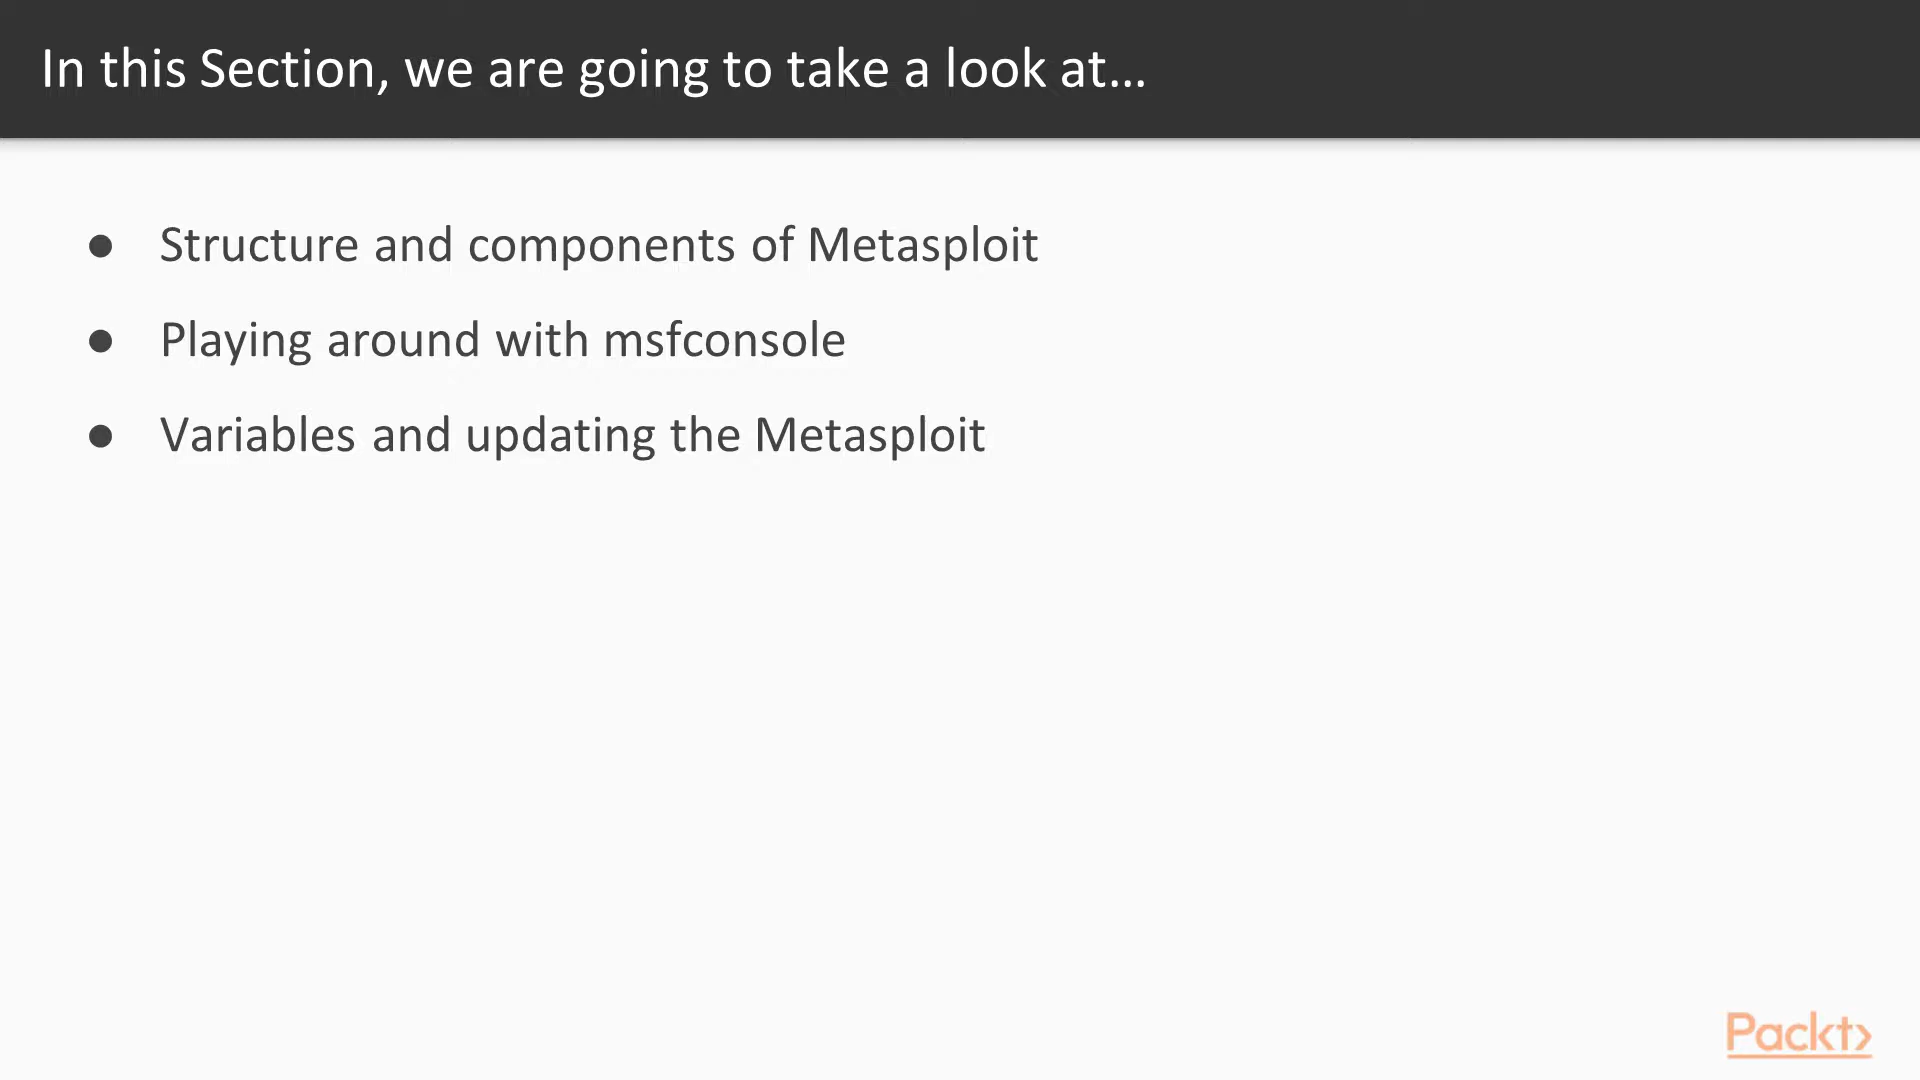 In this Section, we are going to take a look at...
● Structure and components of Metasploit
● Playing around with msfconsole
● Variables and updating the Metasploit
Packt>